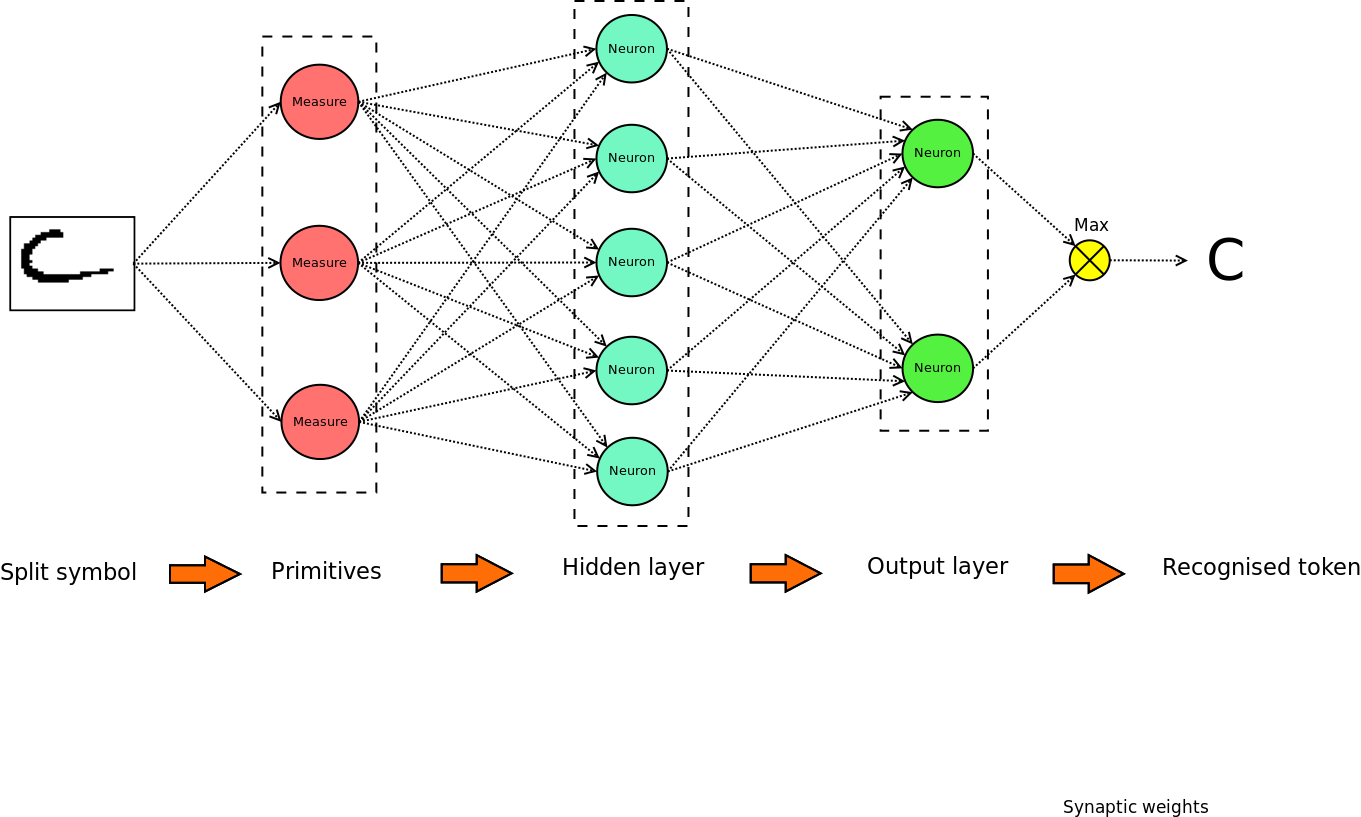 Neuron
Measure
Neuron
Neuron
Max
Measure
Neuron
C
Neuron
Neuron
Measure
Neuron
Split symbol
Primitives
Hidden layer
Output layer
Recognised token
Synaptic weights